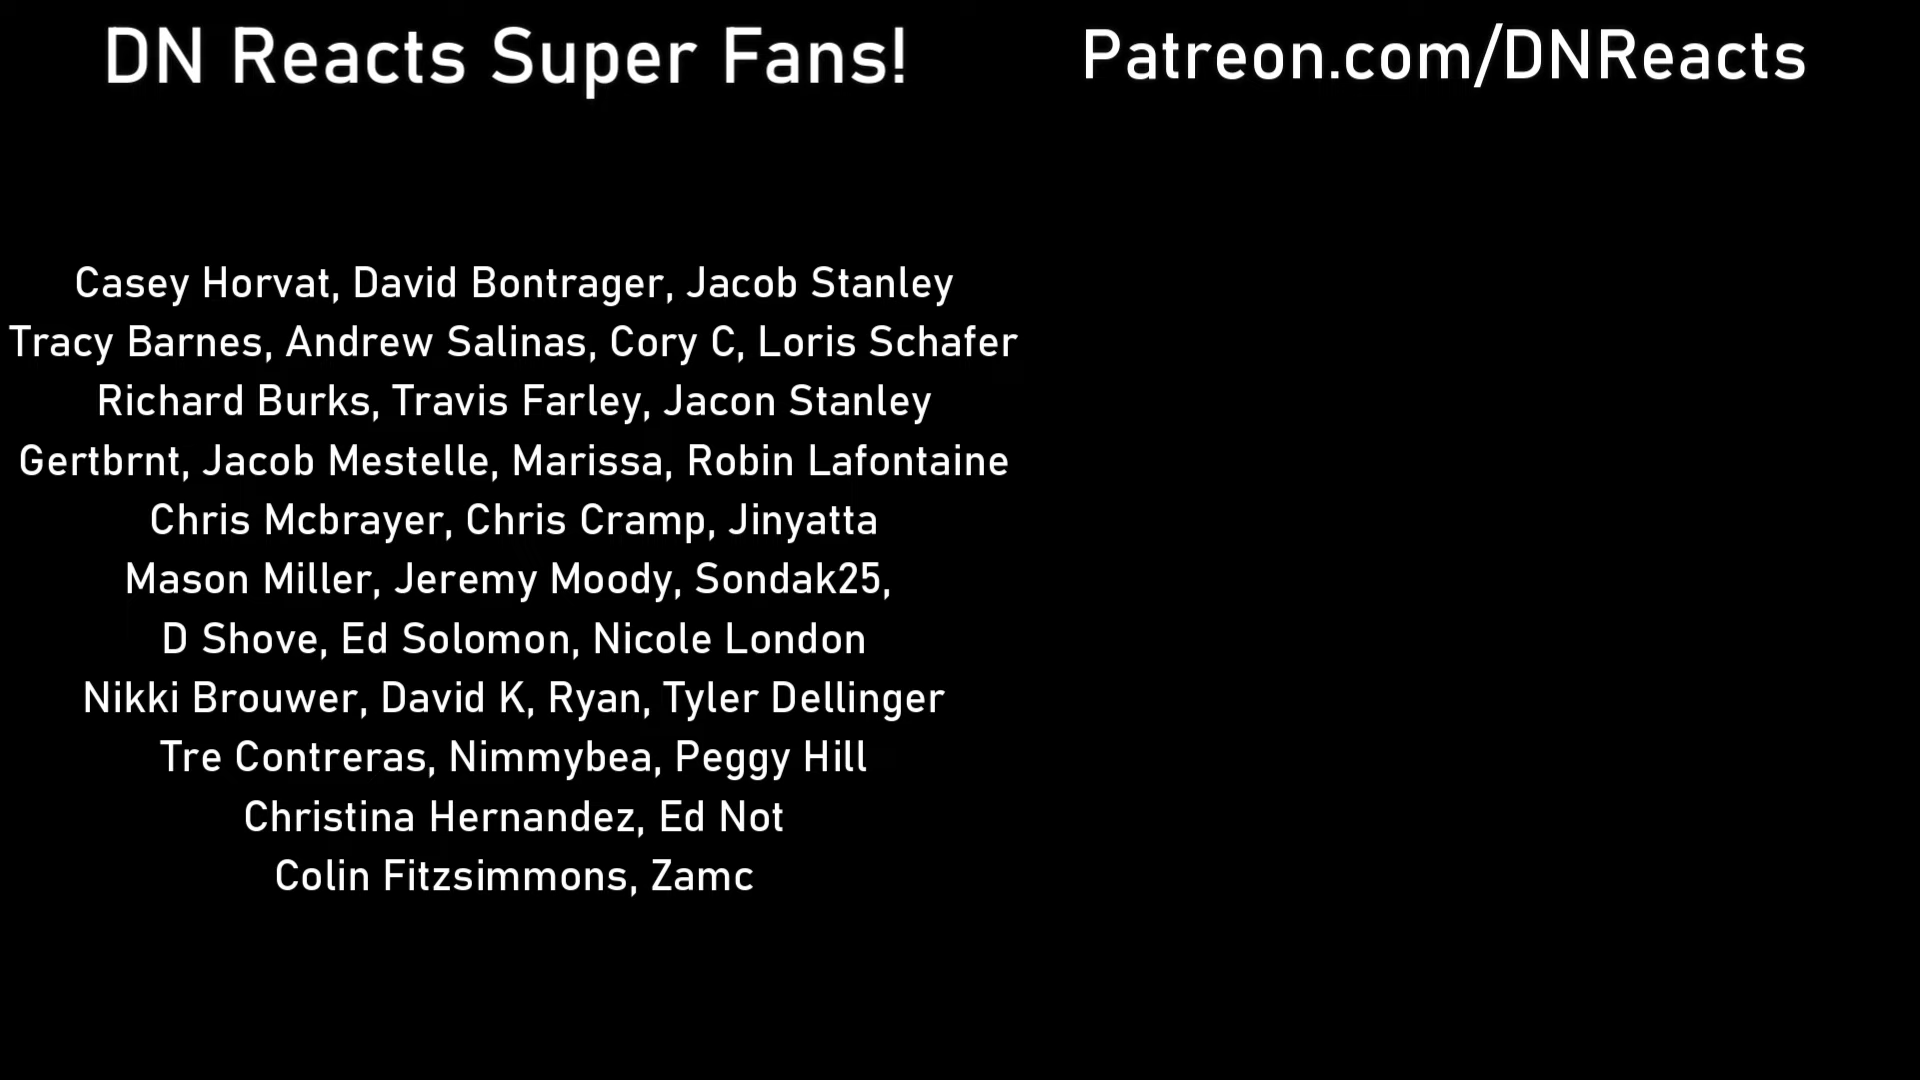 DN Reacts Super Fans!
Patreon.com/DNReacts
Casey Horvat, David Bontrager, Jacob Stanley
Tracy Barnes, Andrew Salinas, Cory C, Loris Schafer
Richard Burks, Travis Farley, Jacon Stanley
Gertbrnt, Jacob Mestelle, Marissa, Robin Lafontaine
Chris Mcbrayer, Chris Cramp, Jinyatta
Mason Miller, Jeremy Moody, Sondak25,
D Shove, Ed Solomon, Nicole London
Nikki Brouwer, David K, Ryan, Tyler Dellinger
Tre Contreras, Nimmybea, Peggy Hill
Christina Hernandez, Ed Not
Colin Fitzsimmons, Zamc